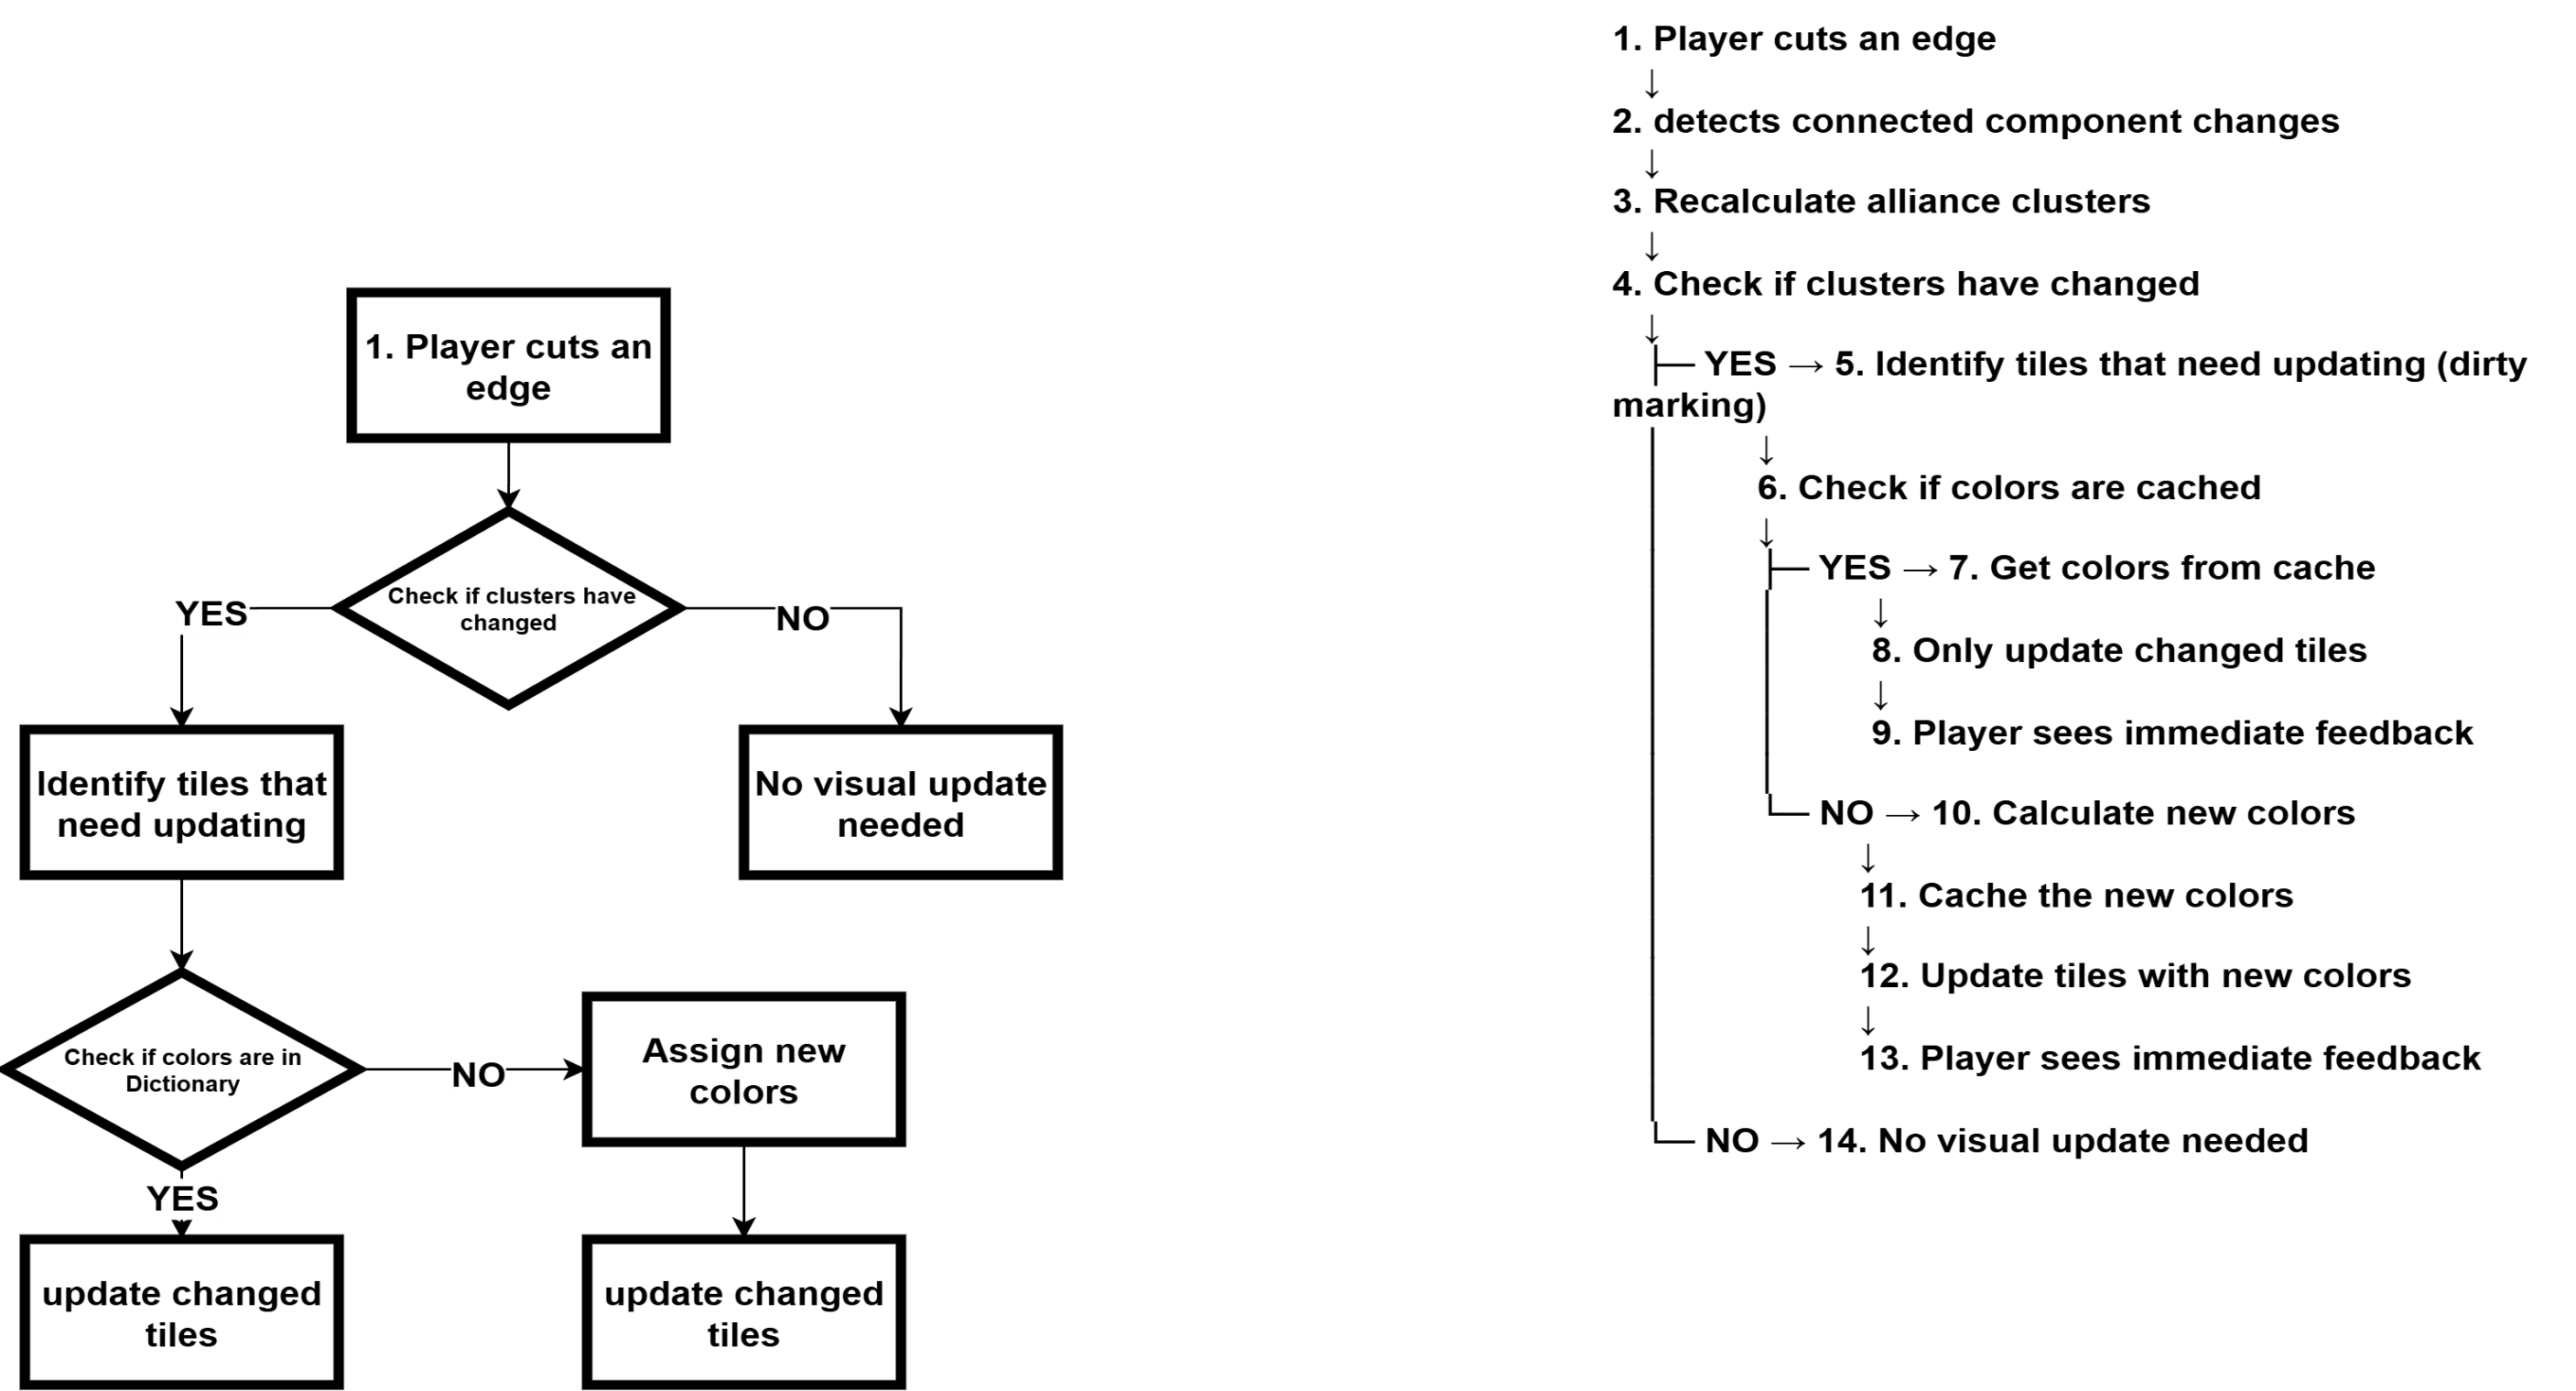 1. Player cuts an
edge
Check if clusters have
changed
YES
NO
Identify tiles that
need updating
No visual update
needed
Check if colors are in
Dictionary
NO
Assign new
colors
YES
update changed
tiles
update changed
tiles
1. Player cuts an edge
↓
2. detects connected component changes
↓
3. Recalculate alliance clusters
↓
4. Check if clusters have changed
↓
├─ YES → 5. Identify tiles that need updating (dirty
marking)
↓
6. Check if colors are cached
↓
├─ YES → 7. Get colors from cache
↓
8. Only update changed tiles
↓
9. Player sees immediate feedback
└─ NO → 10. Calculate new colors
↓
11. Cache the new colors
↓
12. Update tiles with new colors
↓
13. Player sees immediate feedback
└─ NO → 14. No visual update needed